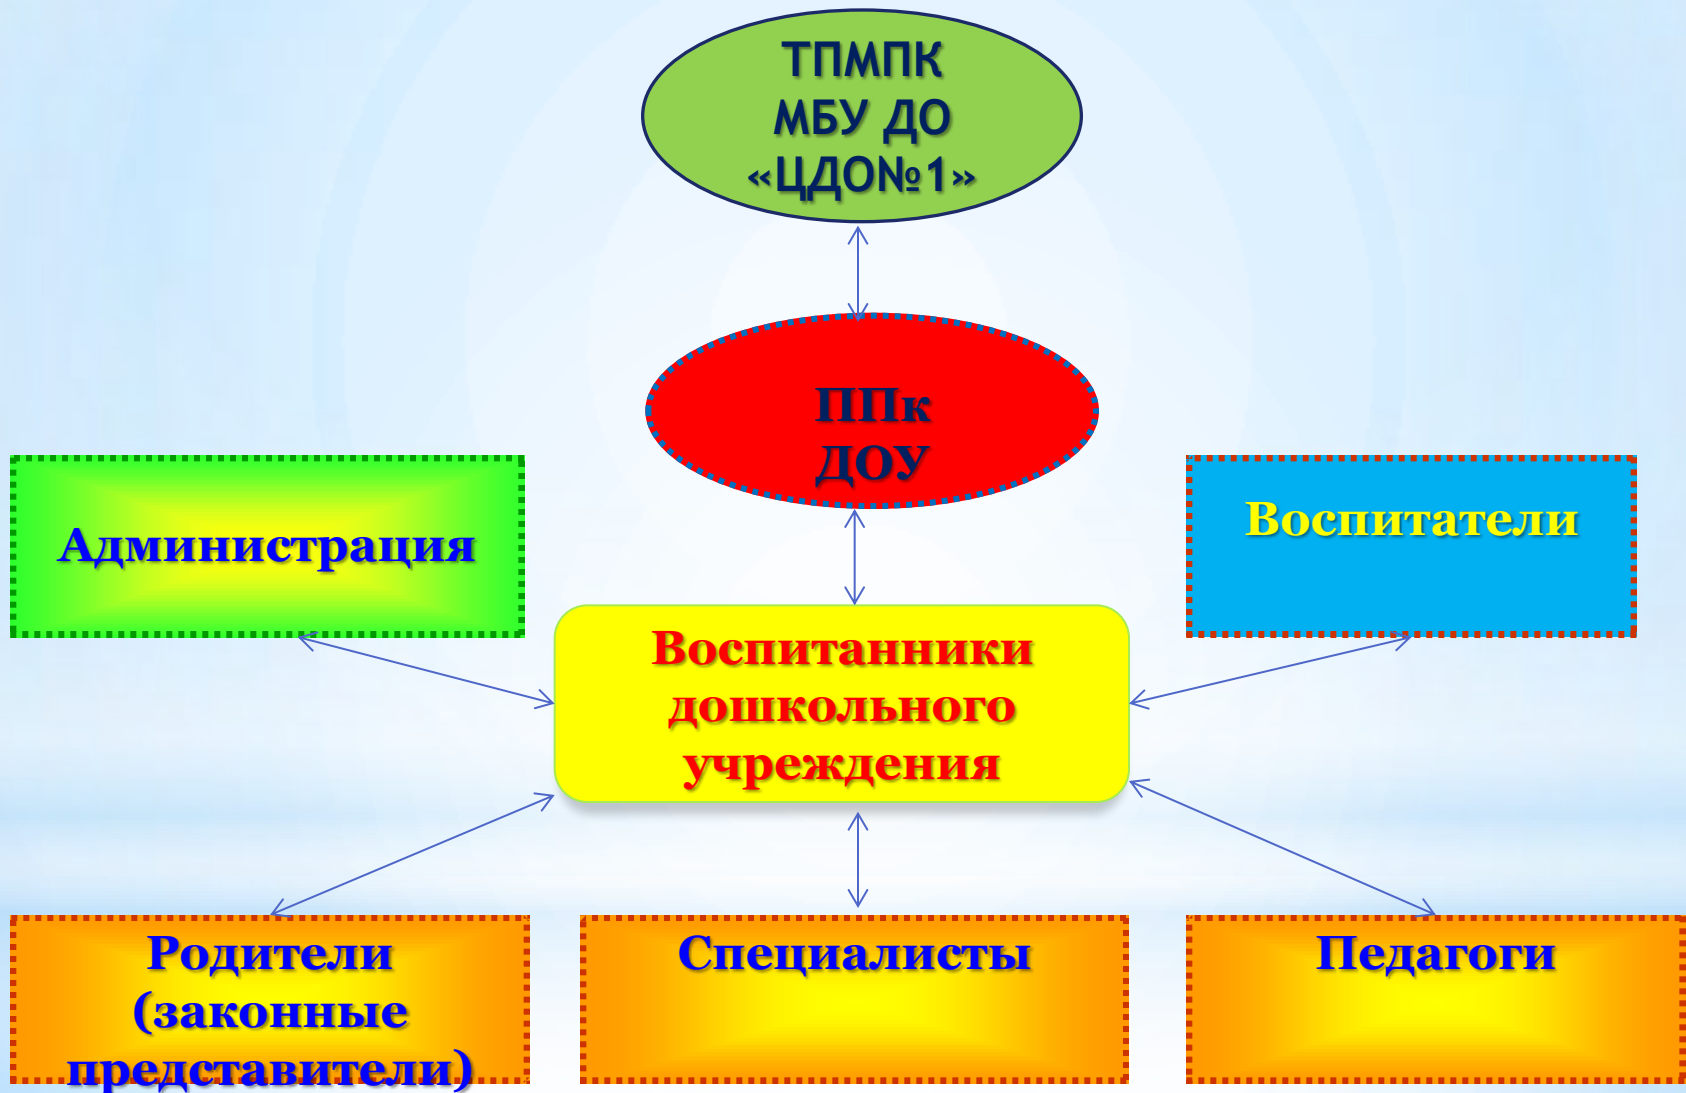 ТПМПК
МБУ ДО
«ЦДО№1»
ППк
ДОУ
Администрация
Воспитатели
Воспитанники
дошкольного
учреждения
Родители
(законные
представители)
Специалисты
Педагоги